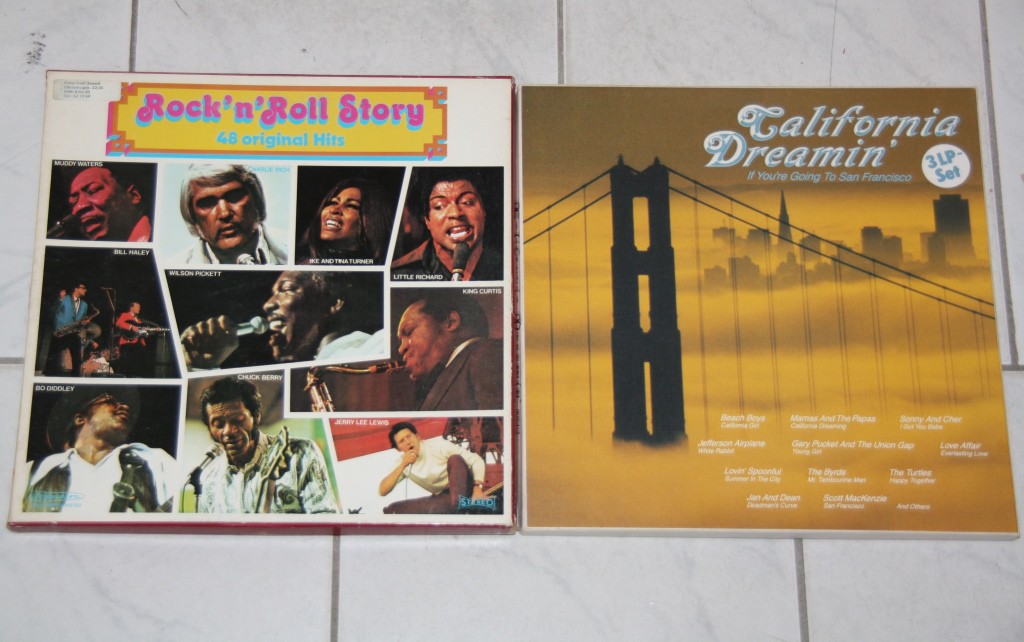 Rock'n'Roll Story
48 original Hits
MUDDY WATERS
CHARLIE RICH
IKE AND TINA TURNER
LITTLE RICHARD
BILL HALEY
WILSON PICKETT
KING CURTIS
BO DIDDLEY
CHUCK BERRY
JERRY LEE LEWIS
STEREO
California
Dreamin'
If You're Going To San Francisco
3 LP-
Set
Beach Boys
California Girl
Mamas And The Papas
California Dreaming
Sonny And Cher
I Got You Babe
Jefferson Airplane
White Rabbit
Gary Pucket And The Union Gap
Young Girl
Love Affair
Everlasting Love
Lovin' Spoonful
Summer In The City
The Byrds
Mr. Tambourine Man
The Turtles
Happy Together
Jan And Dean
Deadman's Curve
Scott MacKenzie
San Francisco
And Others